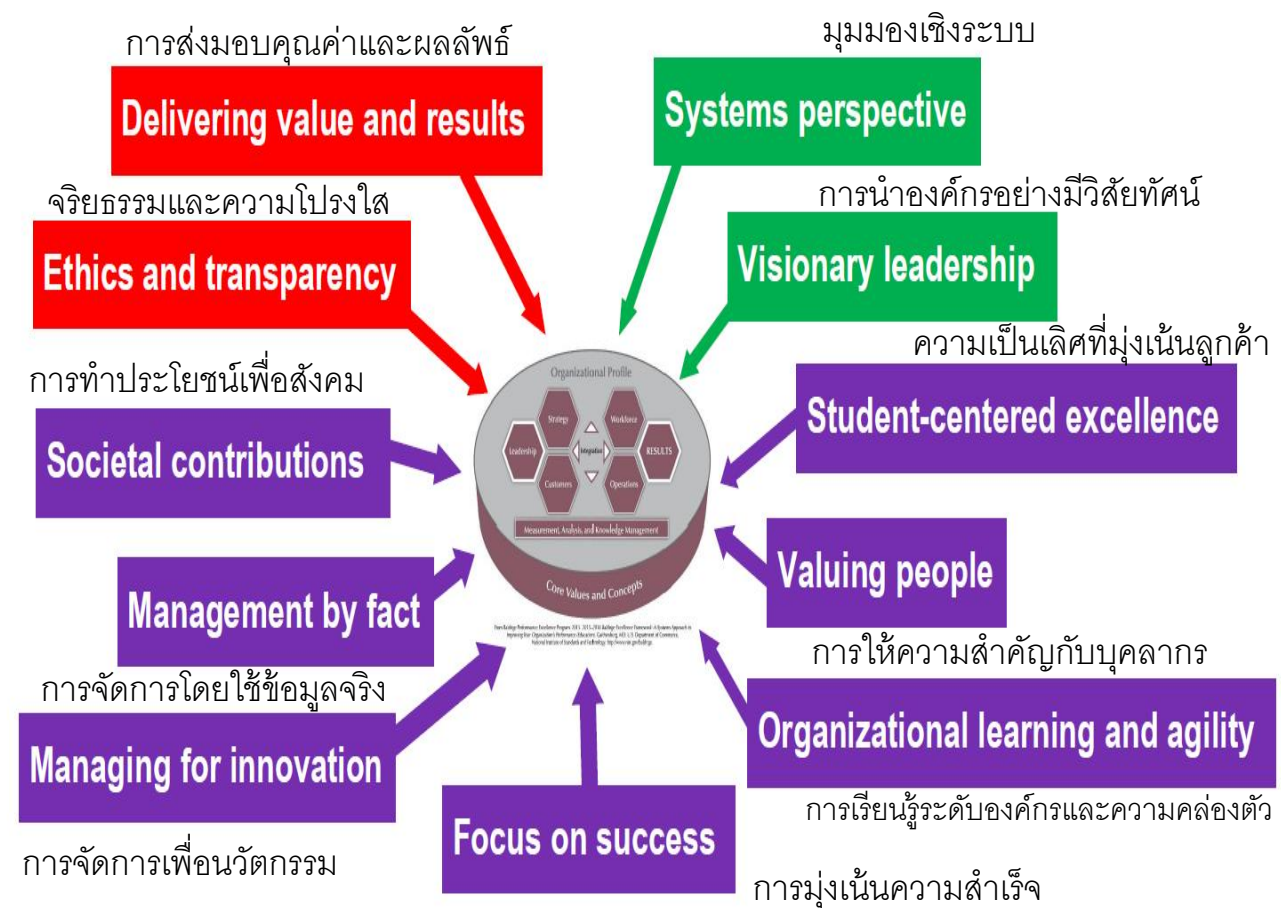 การส่งมอบคุณค่าและผลลัพธ์
Delivering value and results
มุมมองเชิงระบบ
Systems perspective
จริยธรรมและความโปรงใส
Ethics and transparency
การนำองค์กรอย่างมีวิสัยทัศน์
Visionary leadership
การทำประโยชน์เพื่อสังคม
Societal contributions
ความเป็นเลิศที่มุ่งเน้นลูกค้า
Student-centered excellence
Organizational Profile
Strategy
Workforce
Leadership
Integration
RESULTS
Customers
Operations
Measurement, Analysis, and Knowledge Management
Core Values and Concepts
Management by fact
การจัดการโดยใช้ข้อมูลจริง
Valuing people
การให้ความสำคัญกับบุคลากร
Managing for innovation
การจัดการเพื่อนวัตกรรม
Organizational learning and agility
การเรียนรู้ระดับองค์กรและความคล่องตัว
Focus on success
การมุ่งเน้นความสำเร็จ